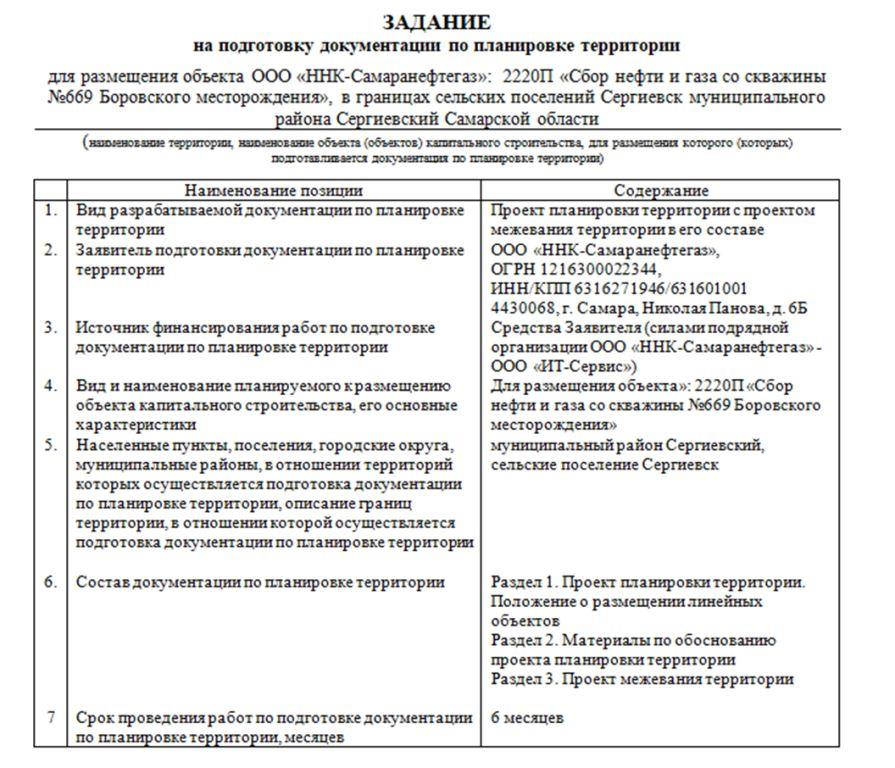 ЗАДАНИЕ
на подготовку документации по планировке территории
для размещения объекта ООО «ННК-Самаранефтегаз»: 2220П «Сбор нефти и газа со скважины
№669 Боровского месторождения», в границах сельских поселений Сергиевск муниципального
района Сергиевский Самарской области
(наименование территории, наименование объекта (объектов) капитального строительства, для размещения которого (которых)
подготавливается документация по планировке территории)
Наименование позиции Содержание
1. Вид разрабатываемой документации по планировке Проект планировки территории с проектом
территории межевания территории в его составе
2. Заявитель подготовки документации по планировке ООО «ННК-Самаранефтегаз»,
территории ОГРН 1216300022344,
ИНН/КПП 6316271946/631601001
4430068, г. Самара, Николая Панова, д. 6Б
3. Источник финансирования работ по подготовке Средства Заявителя (силами подрядной
документации по планировке территории организации ООО «ННК-Самаранефтегаз» -
ООО «ИТ-Сервис»)
4. Вид и наименование планируемого к размещению Для размещения объекта»: 2220П «Сбор
объекта капитального строительства, его основные нефти и газа со скважины №669 Боровского
характеристики месторождения»
5. Населенные пункты, поселения, городские округа, муниципальный район Сергиевский,
муниципальные районы, в отношении территорий сельские поселение Сергиевск
которых осуществляется подготовка документации
по планировке территории, описание границ
территории, в отношении которой осуществляется
подготовка документации по планировке территории
6. Состав документации по планировке территории Раздел 1. Проект планировки территории.
Положение о размещении линейных
объектов
Раздел 2. Материалы по обоснованию
проекта планировки территории
Раздел 3. Проект межевания территории
7 Срок проведения работ по подготовке документации 6 месяцев
по планировке территории, месяцев